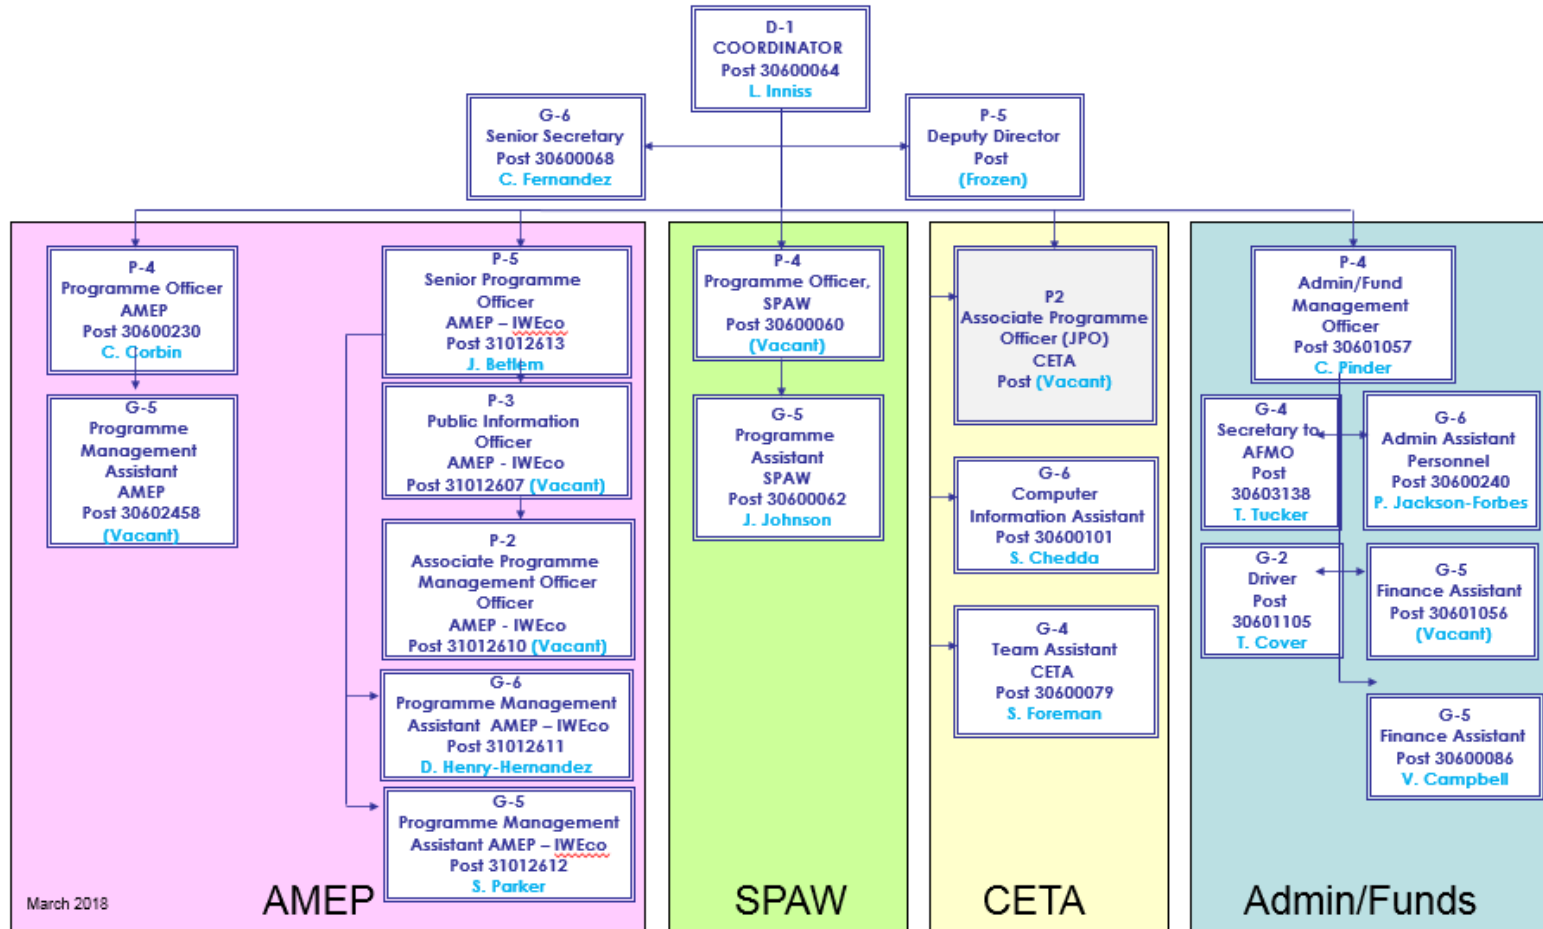 D-1
COORDINATOR
Post 30600064
L. Inniss
G-6
Senior Secretary
Post 30600068
C. Fernandez
P-5
Deputy Director
Post
(Frozen)
P-4
Programme Officer
AMEP
Post 30600230
C. Corbin
G-5
Programme
Management
Assistant
AMEP
Post 30602458
(Vacant)
P-5
Senior Programme
Officer
AMEP – IWEco
Post 31012613
J. Betlem
P-3
Public Information
Officer
AMEP - IWEco
Post 31012607 (Vacant)
P-2
Associate Programme
Management Officer
Officer
AMEP - IWEco
Post 31012610 (Vacant)
G-6
Programme Management
Assistant AMEP – IWEco
Post 31012611
D. Henry-Hernandez
G-5
Programme Management
Assistant AMEP – IWEco
Post 31012612
S. Parker
March 2018
AMEP
P-4
Programme Officer,
SPAW
Post 30600060
(Vacant)
G-5
Programme
Assistant
SPAW
Post 30600062
J. Johnson
SPAW
P2
Associate Programme
Officer (JPO)
CETA
Post (Vacant)
G-6
Computer
Information Assistant
Post 30600101
S. Chedda
G-4
Team Assistant
CETA
Post 30600079
S. Foreman
CETA
P-4
Admin/Fund
Management
Officer
Post 30601057
C. Pinder
G-4
Secretary to
AFMO
Post
30603138
T. Tucker
G-6
Admin Assistant
Personnel
Post 30600240
P. Jackson-Forbes
G-2
Driver
Post
30601105
T. Cover
G-5
Finance Assistant
Post 30601056
(Vacant)
G-5
Finance Assistant
Post 30600086
V. Campbell
Admin/Funds